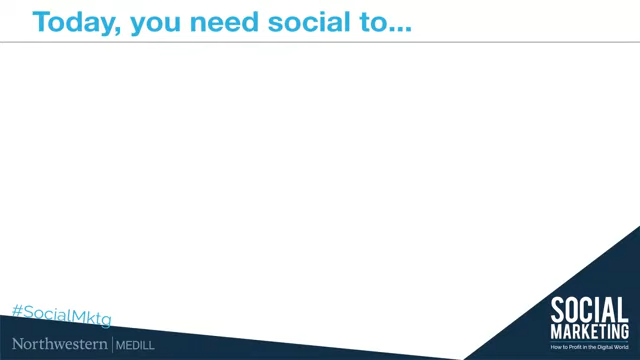 Today, you need social to...
#SocialMktg
Northwestern | MEDILL
SOCIAL
MARKETING
How to Profit in the Digital World